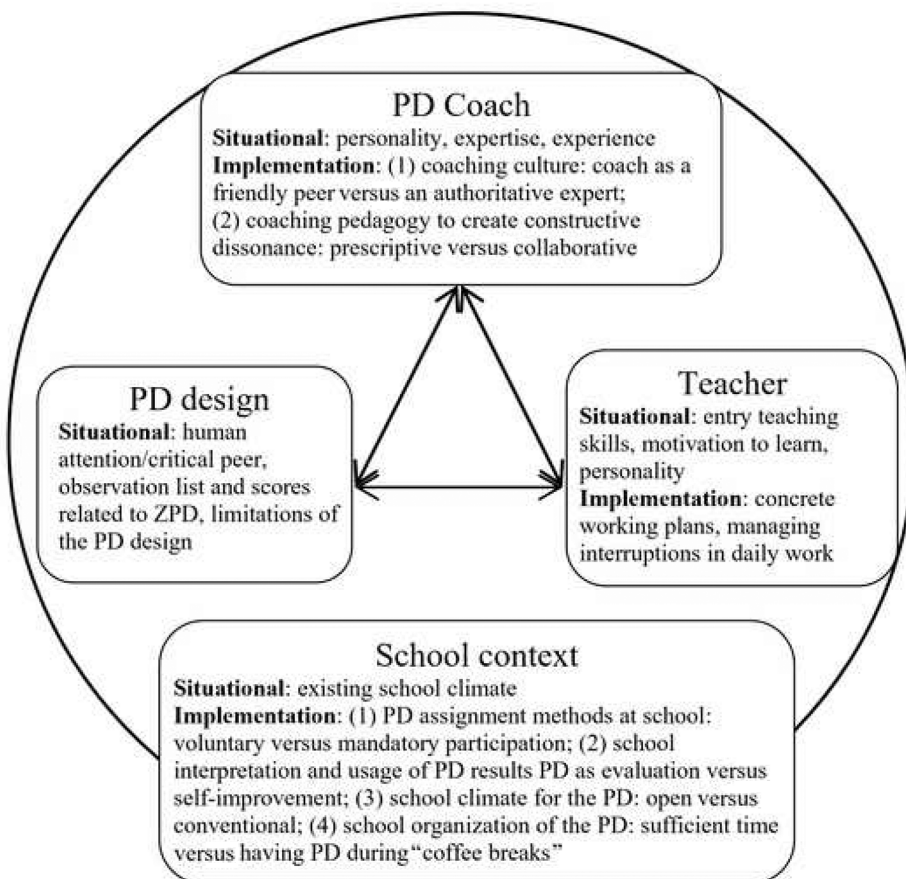 PD Coach
Situational: personality, expertise, experience
Implementation: (1) coaching culture: coach as a
friendly peer versus an authoritative expert;
(2) coaching pedagogy to create constructive
dissonance: prescriptive versus collaborative
PD design
Situational: human
attention/critical peer,
observation list and scores
related to ZPD, limitations of
the PD design
Teacher
Situational: entry teaching
skills, motivation to learn,
personality
Implementation: concrete
working plans, managing
interruptions in daily work
School context
Situational: existing school climate
Implementation: (1) PD assignment methods at school:
voluntary versus mandatory participation; (2) school
interpretation and usage of PD results PD as evaluation versus
self-improvement; (3) school climate for the PD: open versus
conventional; (4) school organization of the PD: sufficient time
versus having PD during “coffee breaks”